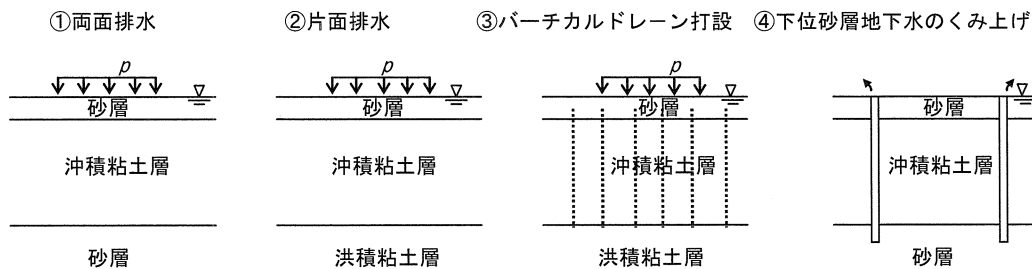 ①両面排水
②片面排水
③バーチカルドレーン打設
④下位砂層地下水のくみ上げ
p
p
p
砂層
砂層
砂層
砂層
沖積粘土層
沖積粘土層
沖積粘土層
沖積粘土層
砂層
洪積粘土層
洪積粘土層
砂層